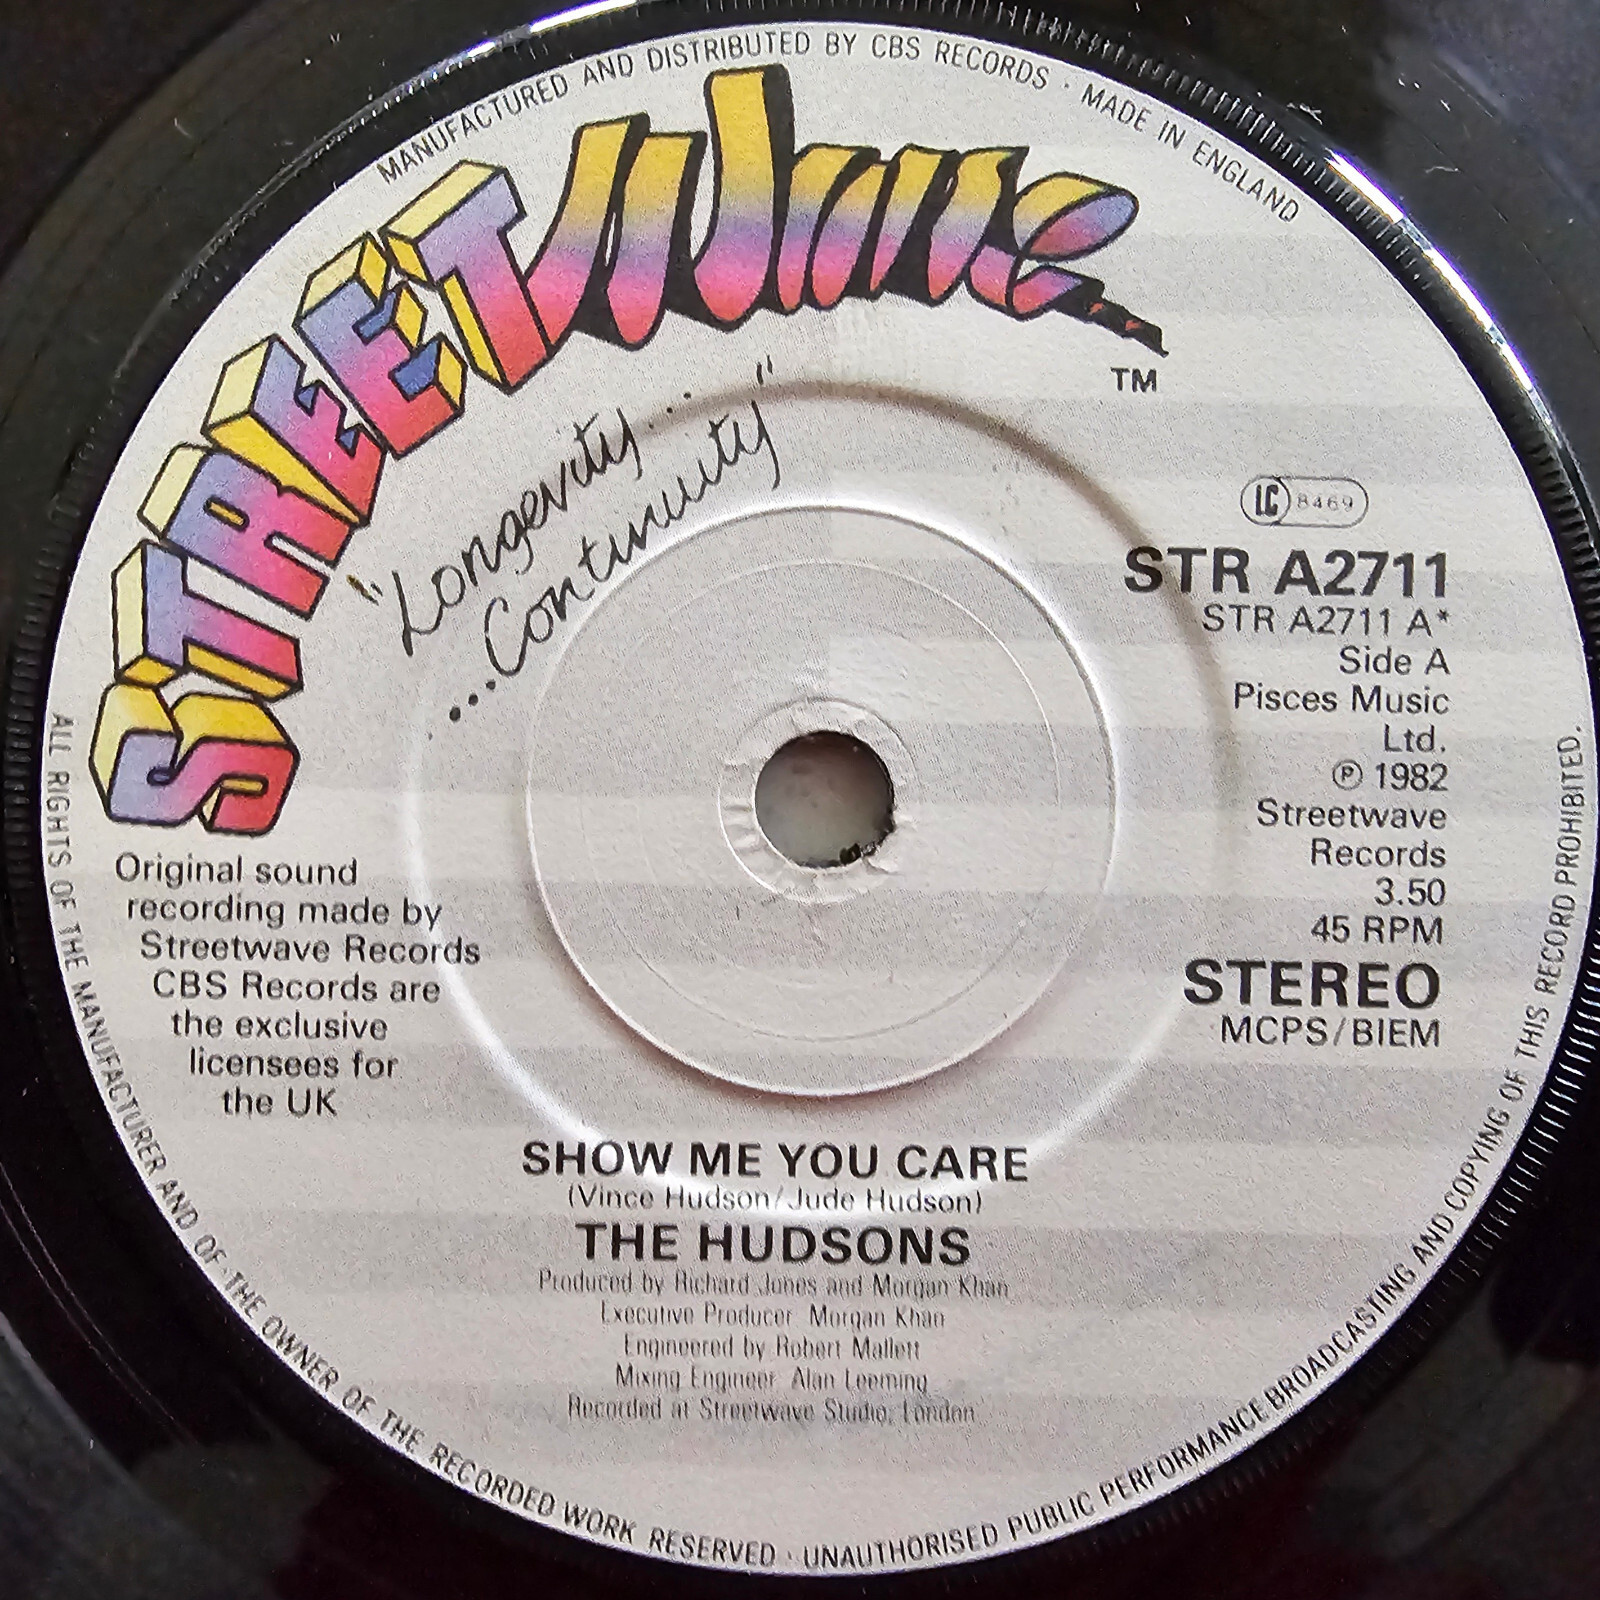 MANUFACTURED AND DISTRIBUTED BY CBS RECORDS · MADE IN ENGLAND
STREETWAVE
TM
"Longevity...
...Continuity"
LC 8469
STR A2711
STR A2711 A*
Side A
Pisces Music
Ltd.
℗ 1982
Streetwave
Records
3.50
45 RPM
STEREO
MCPS/BIEM
Original sound
recording made by
Streetwave Records
CBS Records are
the exclusive
licensees for
the UK
SHOW ME YOU CARE
(Vince Hudson/Jude Hudson)
THE HUDSONS
Produced by Richard Jones and Morgan Khan
Executive Producer Morgan Khan
Engineered by Robert Mallett
Mixing Engineer Alan Leeming
Recorded at Streetwave Studio, London
ALL RIGHTS OF THE MANUFACTURER AND OF THE OWNER OF THE RECORDED WORK RESERVED · UNAUTHORISED PUBLIC PERFORMANCE BROADCASTING AND COPYING OF THIS RECORD PROHIBITED.